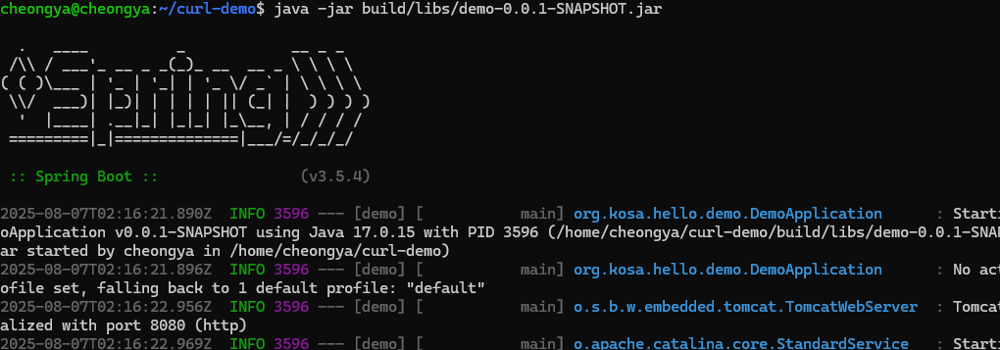 cheongya@cheongya:~/curl-demo$ java -jar build/libs/demo-0.0.1-SNAPSHOT.jar
  .   ____          _            __ _ _
 /\\ / ___'_ __ _ _(_)_ __  __ _ \ \ \ \
( ( )\___ | '_ | '_| | '_ \/ _` | \ \ \ \
 \\/  ___)| |_)| | | | | || (_| |  ) ) ) )
  '  |____| .__|_| |_|_| |_\__, | / / / /
 =========|_|==============|___/=/_/_/_/
 :: Spring Boot ::                (v3.5.4)
2025-08-07T02:16:21.890Z  INFO 3596 --- [demo] [           main] org.kosa.hello.demo.DemoApplication      : Starti
oApplication v0.0.1-SNAPSHOT using Java 17.0.15 with PID 3596 (/home/cheongya/curl-demo/build/libs/demo-0.0.1-SNA
ar started by cheongya in /home/cheongya/curl-demo)
2025-08-07T02:16:21.896Z  INFO 3596 --- [demo] [           main] org.kosa.hello.demo.DemoApplication      : No act
ofile set, falling back to 1 default profile: "default"
2025-08-07T02:16:22.956Z  INFO 3596 --- [demo] [           main] o.s.b.w.embedded.tomcat.TomcatWebServer  : Tomcat
alized with port 8080 (http)
2025-08-07T02:16:22.969Z  INFO 3596 --- [demo] [           main] o.apache.catalina.core.StandardService   : Starti